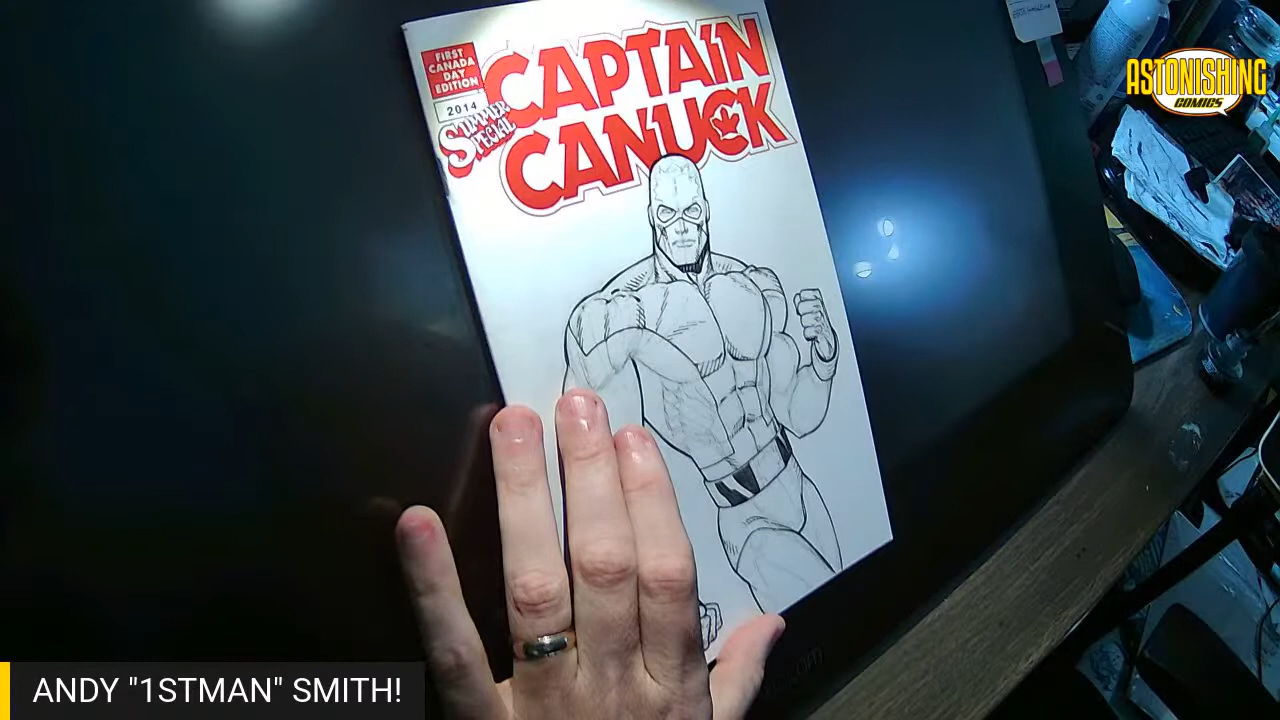 FIRST
CANADA
DAY
EDITION
2014
SUMMER
SPECIAL
CAPTAIN
CANUCK
ASTONISHING
COMICS
ANDY "1STMAN" SMITH!